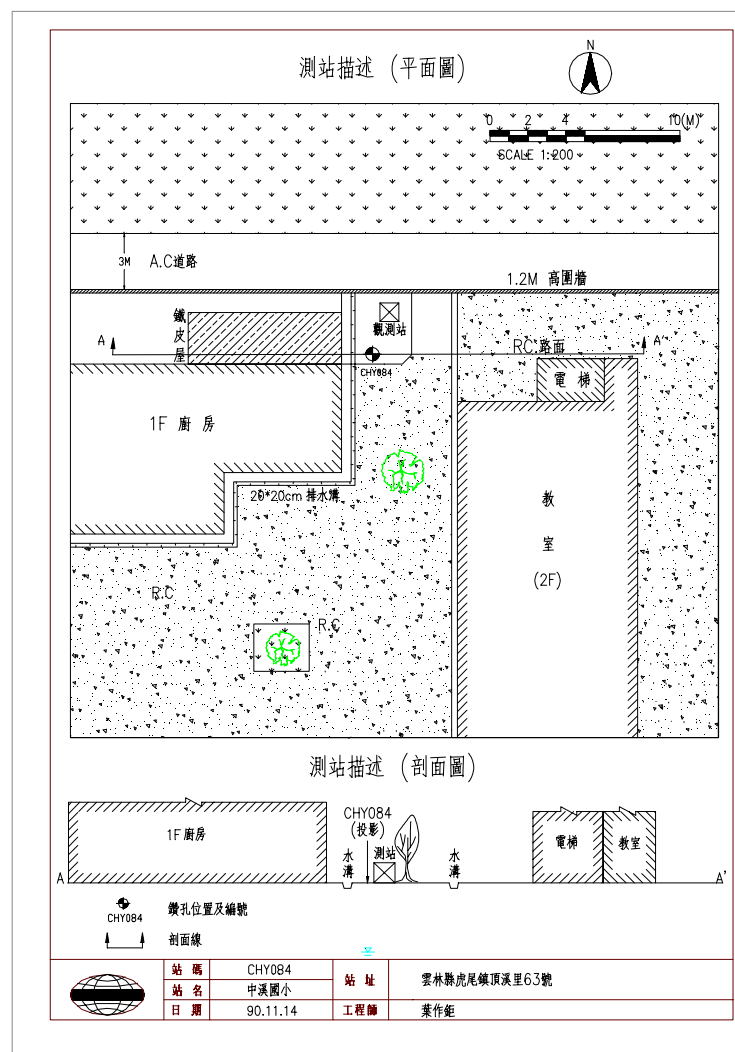 測站描述 (平面圖)
N
0 2 4 10(M)
SCALE 1:200
3M
A.C道路
1.2M 高圍牆
鐵皮屋
觀測站
A
A'
R.C.路面
CHY084
電 梯
1F 廚 房
20*20cm 排水溝
教室
(2F)
R.C
R.C
測站描述 (剖面圖)
CHY084
(投影)
1F廚房
水溝
測站
水溝
電梯
教室
A
A'
CHY084
鑽孔位置及編號
剖面線
站 碼 CHY084
站 址 雲林縣虎尾鎮頂溪里63號
站 名 中溪國小
日 期 90.11.14
工程師 葉作鉅